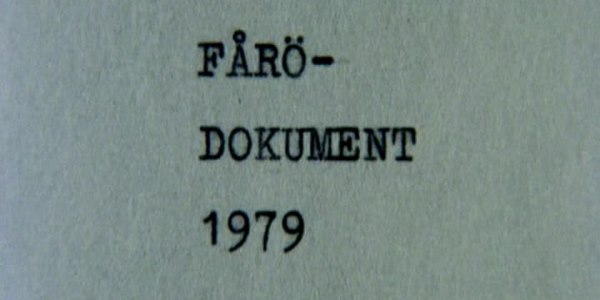 FÅRÖ-
DOKUMENT
1979